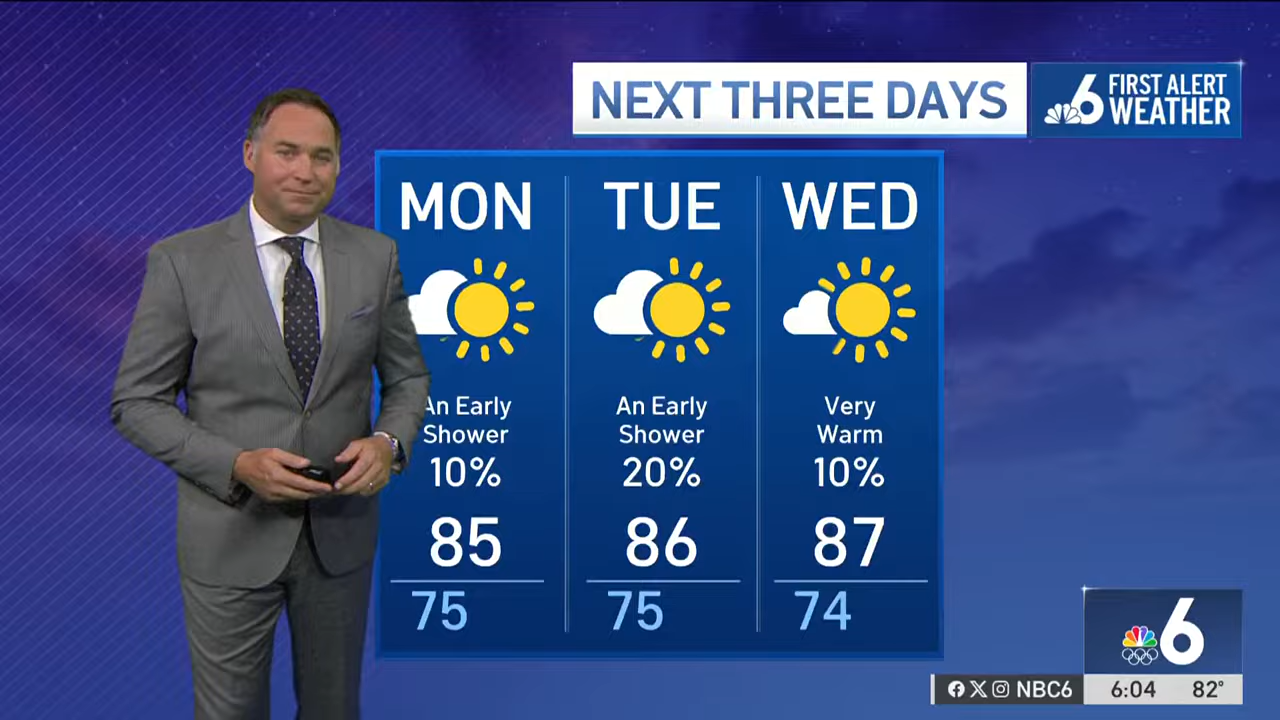 NEXT THREE DAYS
6 FIRST ALERT
WEATHER
MON
TUE
WED
An Early
Shower
10%
85
75
An Early
Shower
20%
86
75
Very
Warm
10%
87
74
6
NBC6
6:04
82°